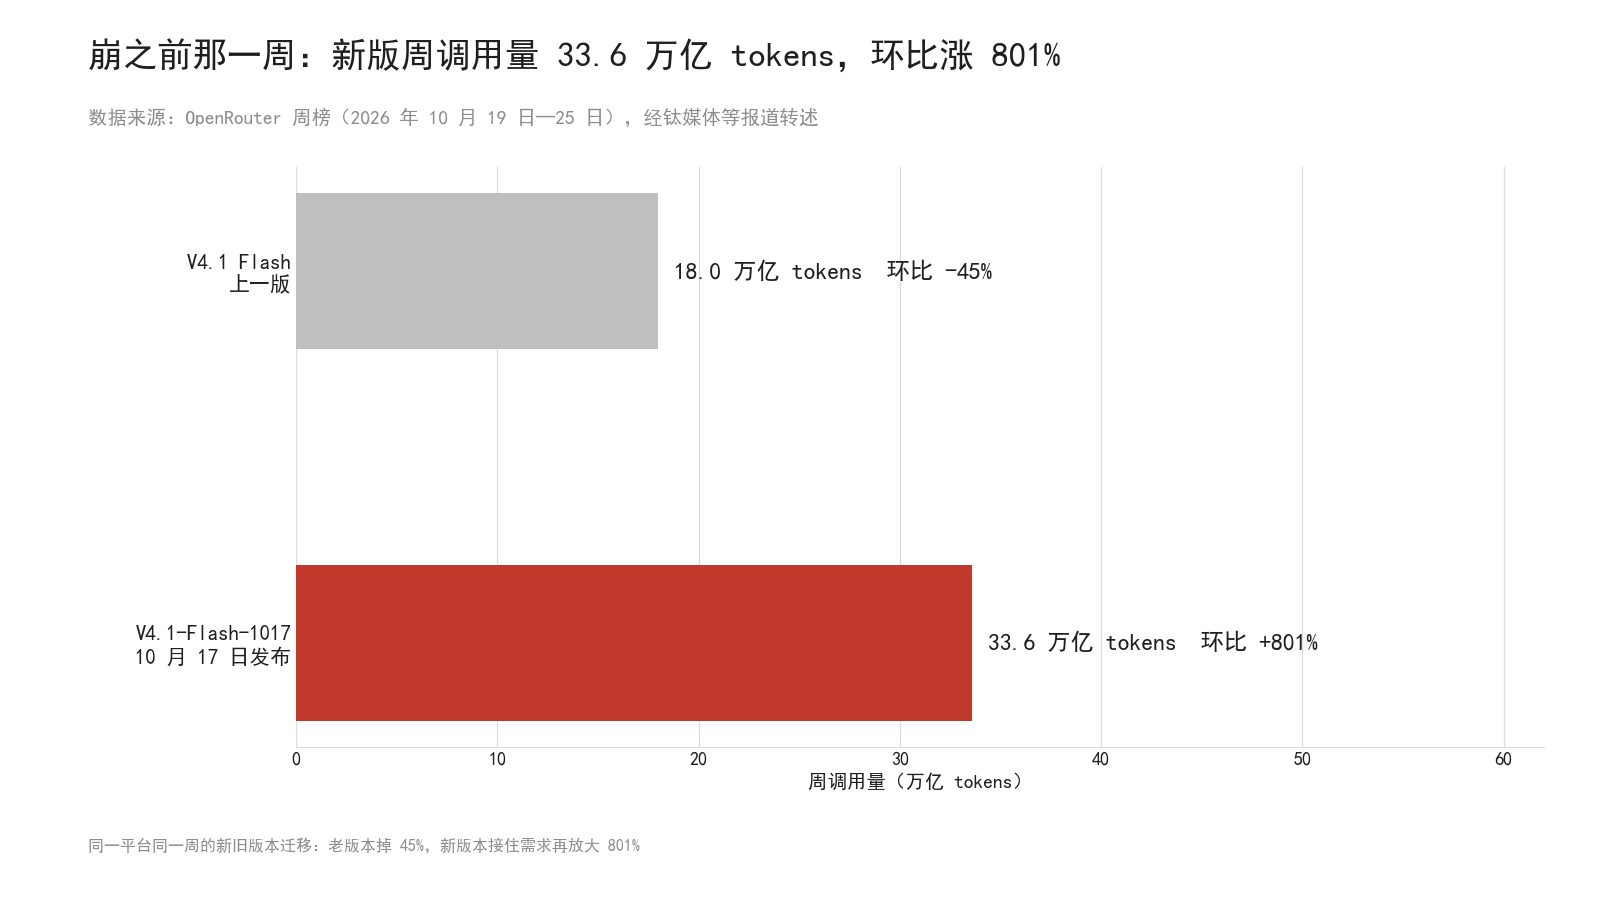 崩之前那一周：新版周调用量 33.6 万亿 tokens，环比涨 801%
数据来源：OpenRouter 周榜（2026 年 10 月 19 日—25 日），经钛媒体等报道转述
V4.1 Flash
上一版
18.0 万亿 tokens  环比 -45%
V4.1-Flash-1017
10 月 17 日发布
33.6 万亿 tokens  环比 +801%
0 10 20 30 40 50 60
周调用量（万亿 tokens）
同一平台同一周的新旧版本迁移：老版本掉 45%，新版本接住需求再放大 801%